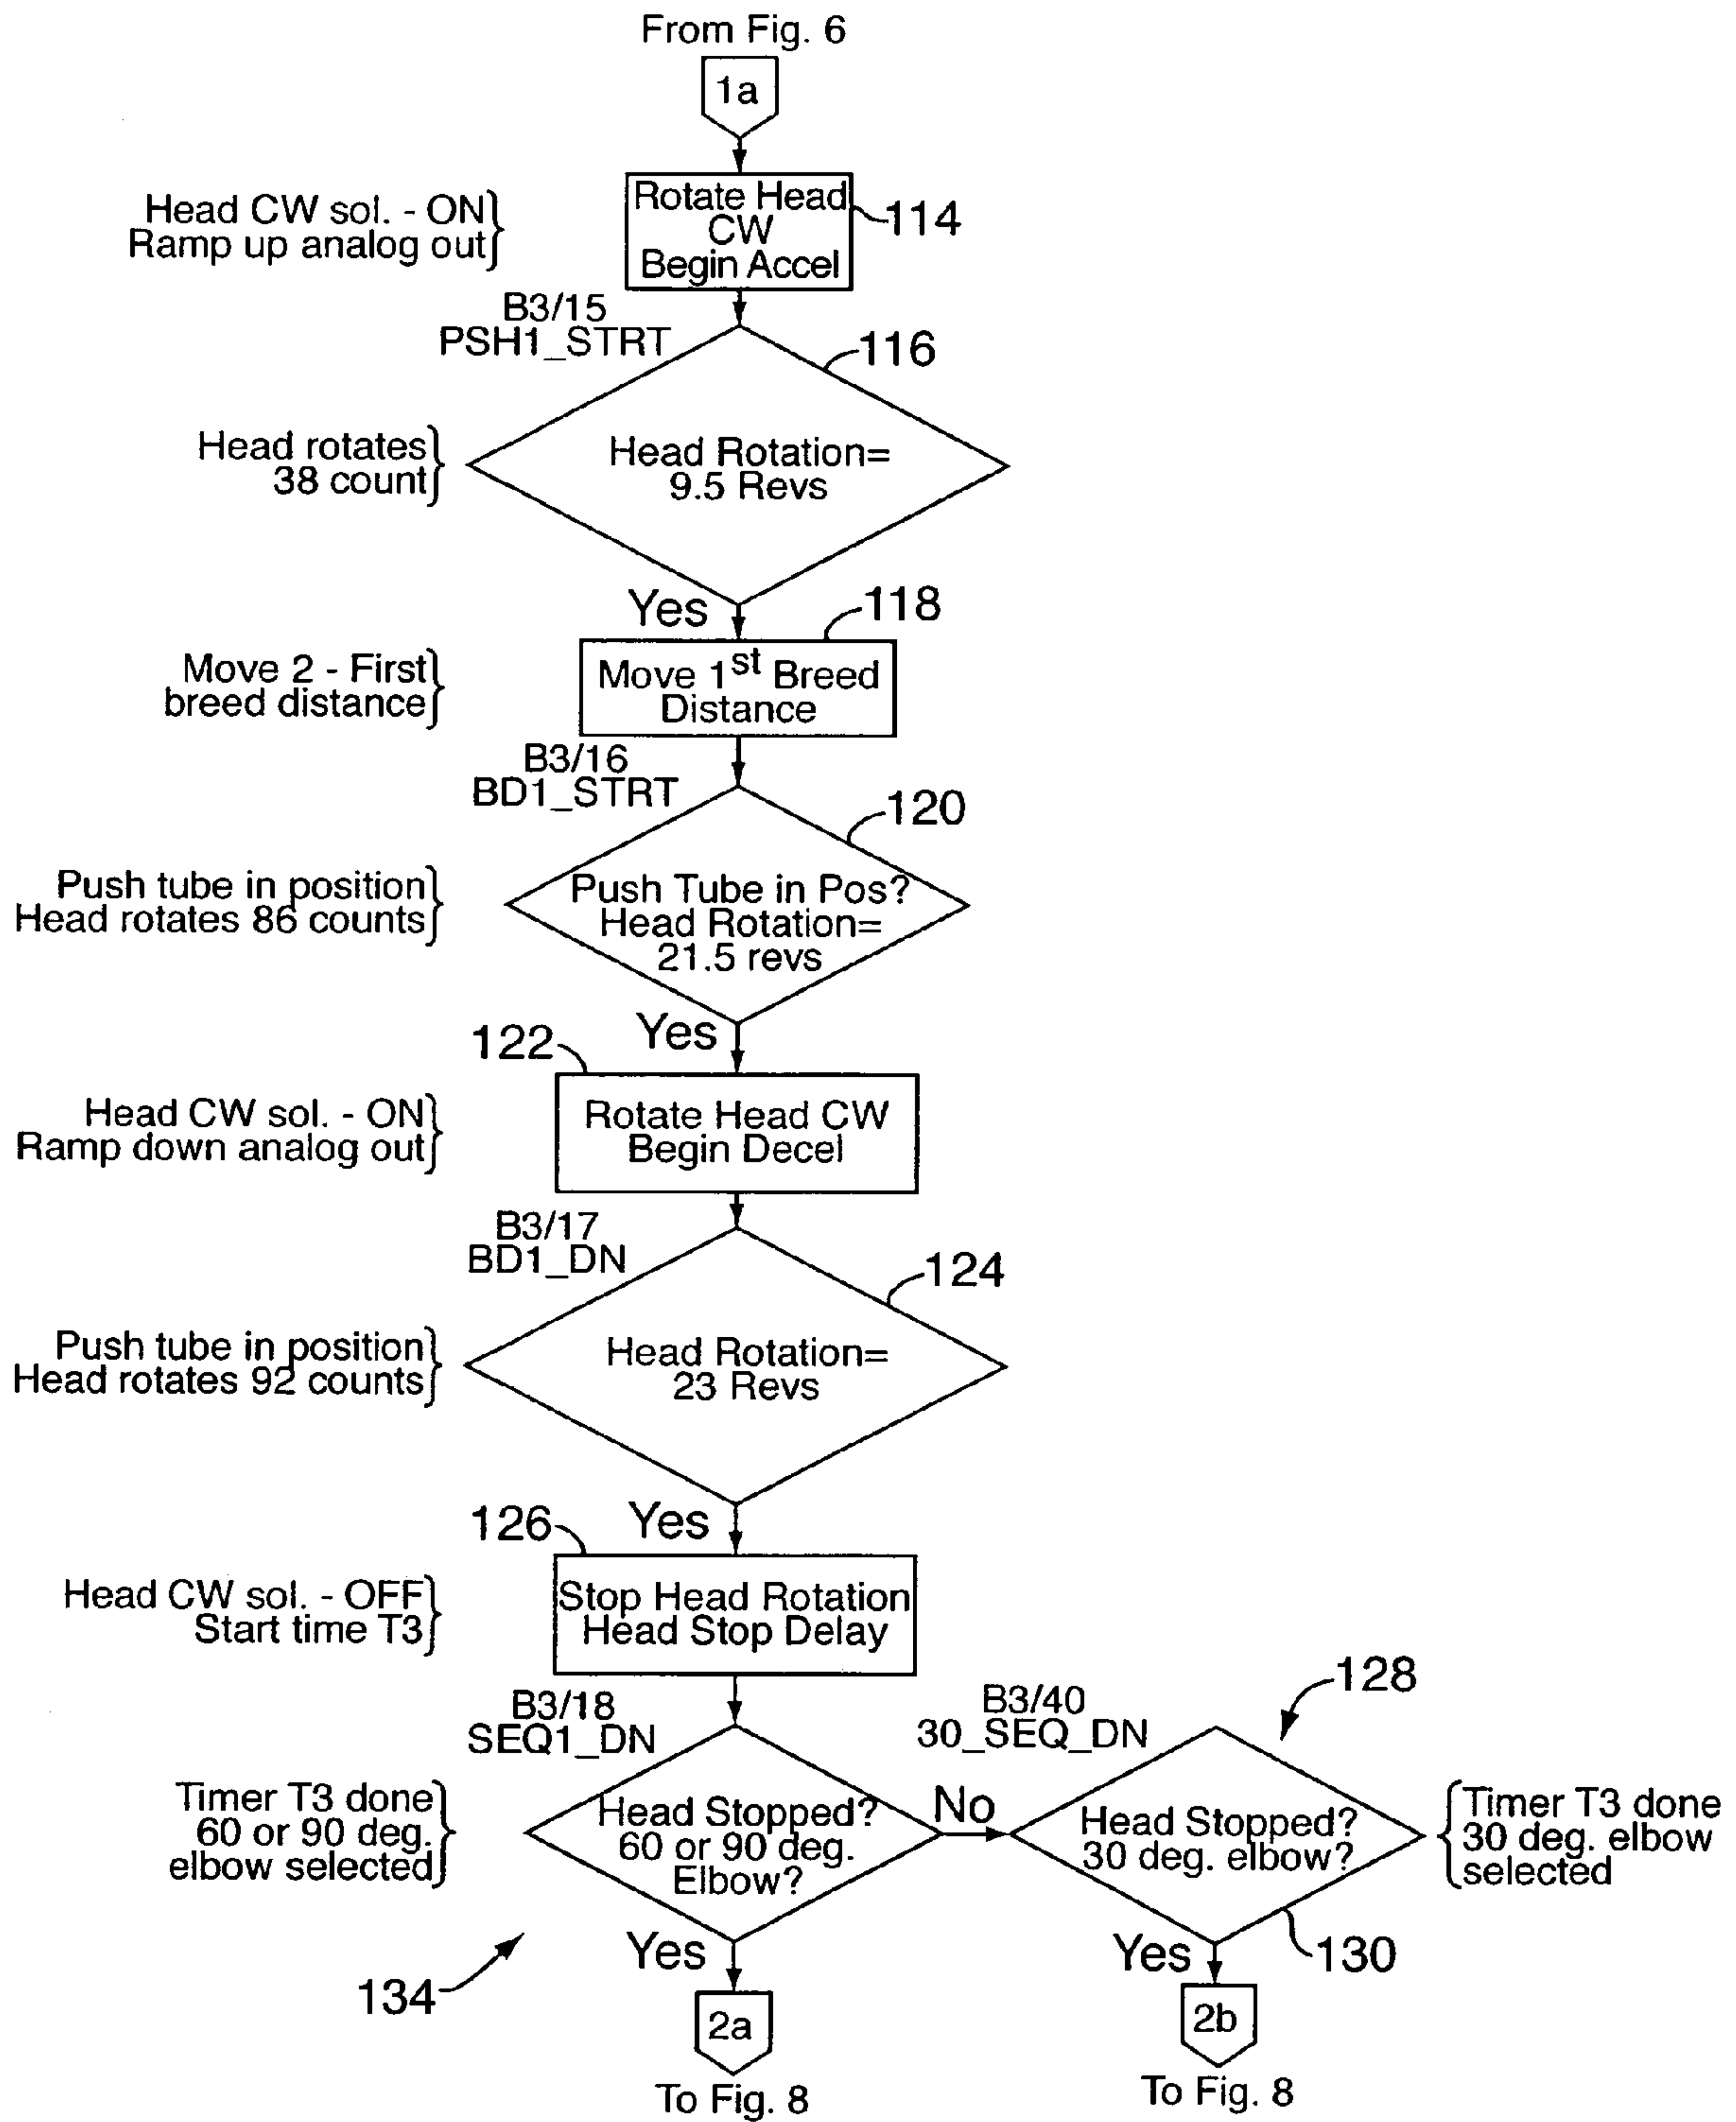 From Fig. 6
1a
Head CW sol. - ON
Ramp up analog out
Rotate Head
CW
Begin Accel
114
B3/15
PSH1_STRT
116
Head rotates
38 count
Head Rotation=
9.5 Revs
Yes
118
Move 2 - First
breed distance
Move 1st Breed
Distance
B3/16
BD1_STRT
120
Push tube in position
Head rotates 86 counts
Push Tube in Pos?
Head Rotation=
21.5 revs
Yes
122
Head CW sol. - ON
Ramp down analog out
Rotate Head CW
Begin Decel
B3/17
BD1_DN
124
Push tube in position
Head rotates 92 counts
Head Rotation=
23 Revs
Yes
126
Head CW sol. - OFF
Start time T3
Stop Head Rotation
Head Stop Delay
B3/18
SEQ1_DN
B3/40
30_SEQ_DN
128
Timer T3 done
60 or 90 deg.
elbow selected
Head Stopped?
60 or 90 deg.
Elbow?
No
Head Stopped?
30 deg. elbow?
Timer T3 done
30 deg. elbow
selected
134
Yes
Yes
130
2a
2b
To Fig. 8
To Fig. 8